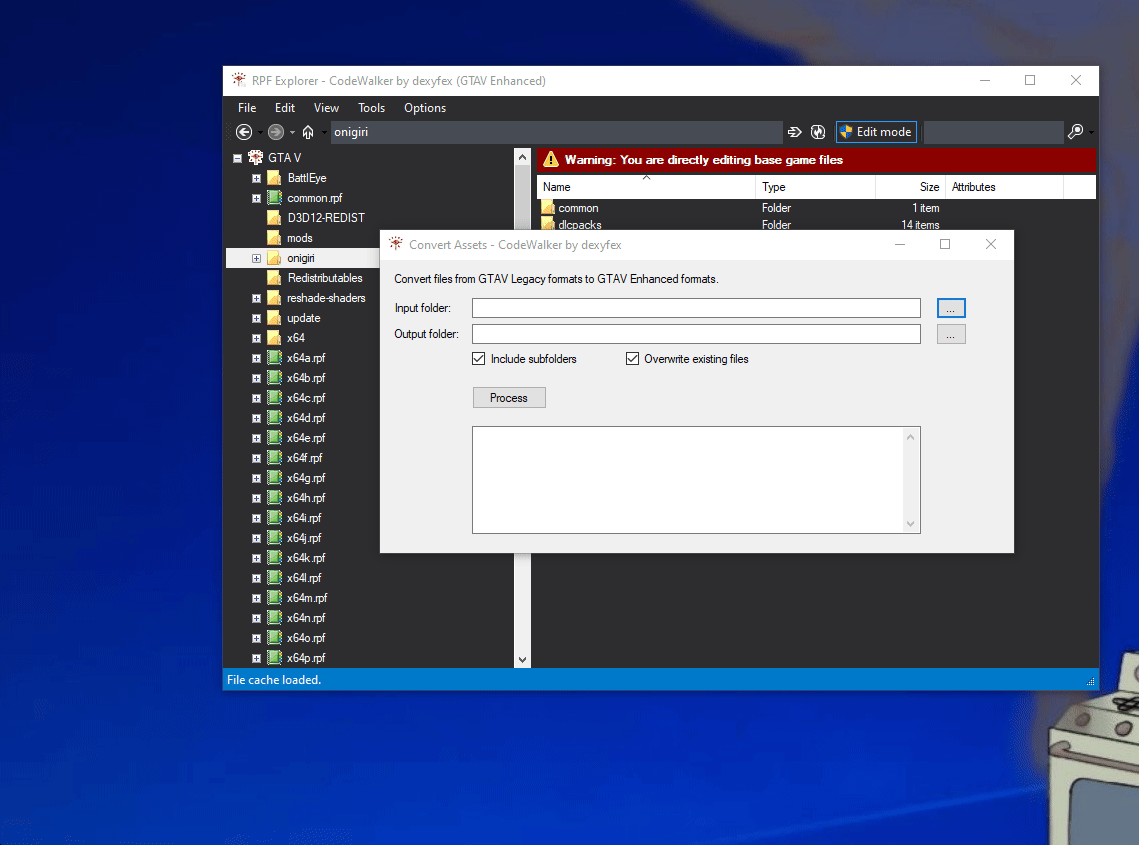 RPF Explorer - CodeWalker by dexyfex (GTAV Enhanced)
File Edit View Tools Options
onigiri
Edit mode
GTA V
BattlEye
common.rpf
D3D12-REDIST
mods
onigiri
Redistributables
reshade-shaders
update
x64
x64a.rpf
x64b.rpf
x64c.rpf
x64d.rpf
x64e.rpf
x64f.rpf
x64g.rpf
x64h.rpf
x64i.rpf
x64j.rpf
x64k.rpf
x64l.rpf
x64m.rpf
x64n.rpf
x64o.rpf
x64p.rpf
Warning: You are directly editing base game files
Name Type Size Attributes
common Folder 1 item
dlcpacks Folder 14 items
Convert Assets - CodeWalker by dexyfex
Convert files from GTAV Legacy formats to GTAV Enhanced formats.
Input folder: ...
Output folder: ...
Include subfolders Overwrite existing files
Process
File cache loaded.